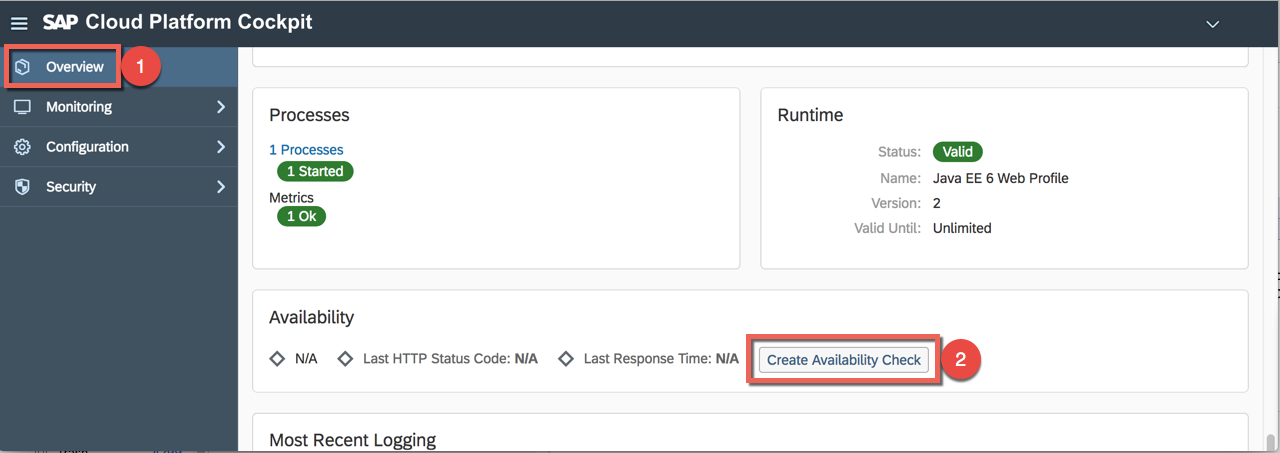 SAP Cloud Platform Cockpit
Overview
1
Monitoring
Configuration
Security
Processes
1 Processes
1 Started
Metrics
1 Ok
Runtime
Status: Valid
Name: Java EE 6 Web Profile
Version: 2
Valid Until: Unlimited
Availability
N/A Last HTTP Status Code: N/A Last Response Time: N/A Create Availability Check 2
Most Recent Logging